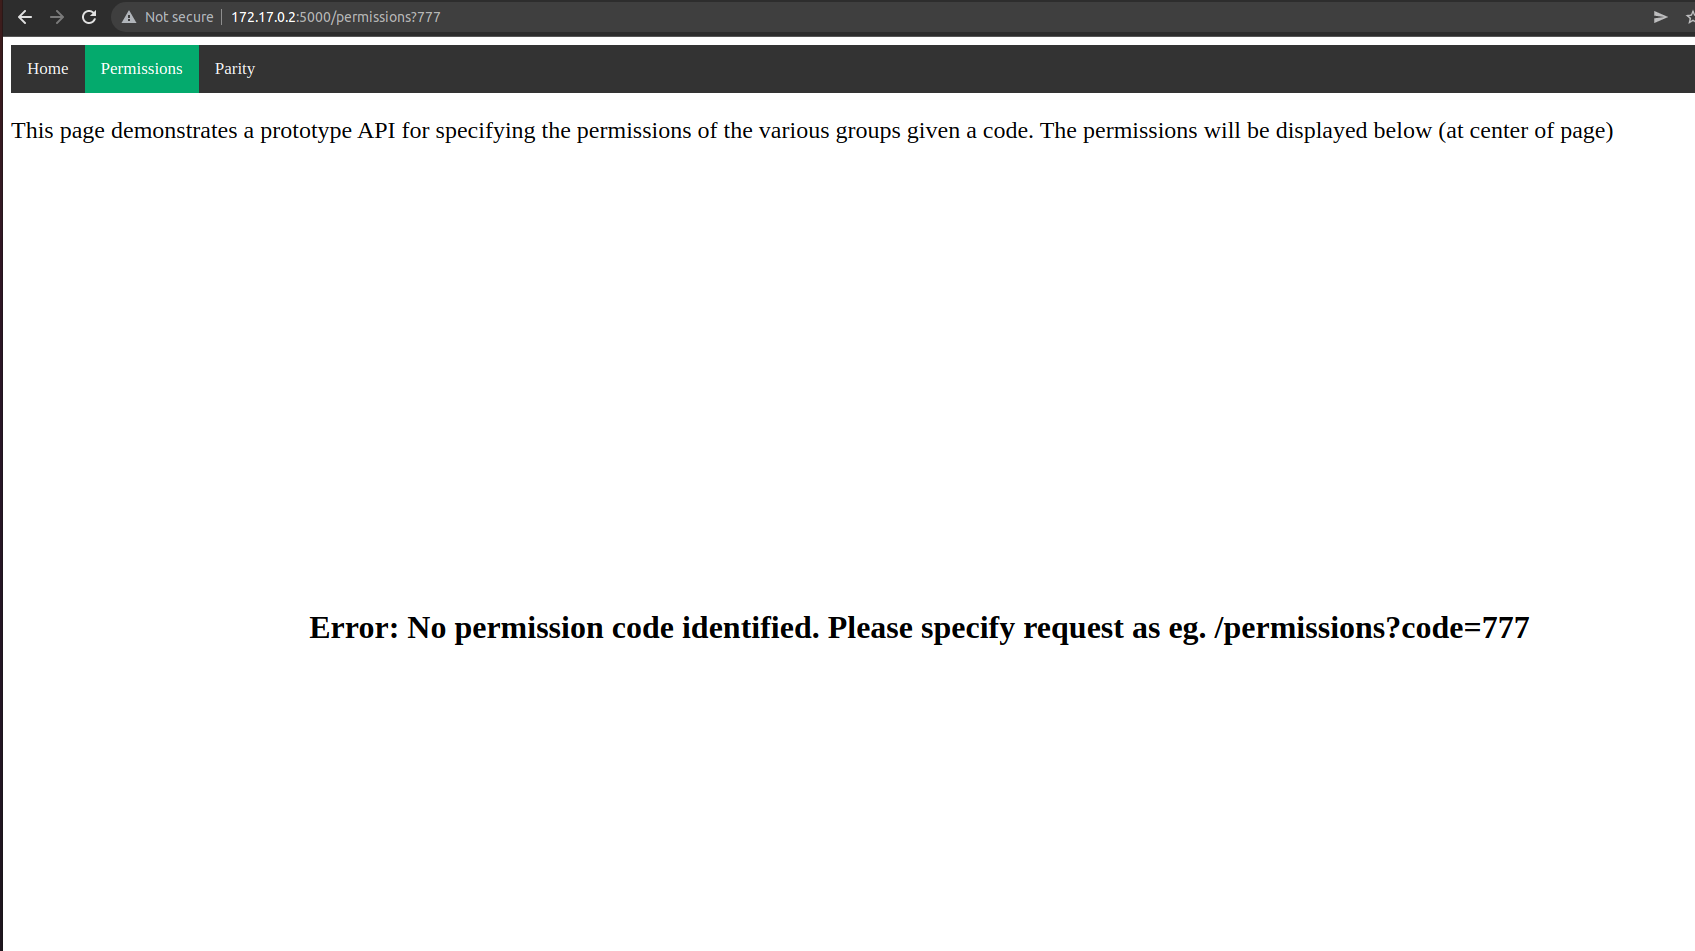 Not secure 172.17.0.2:5000/permissions?777
Home Permissions Parity
This page demonstrates a prototype API for specifying the permissions of the various groups given a code. The permissions will be displayed below (at center of page)
Error: No permission code identified. Please specify request as eg. /permissions?code=777